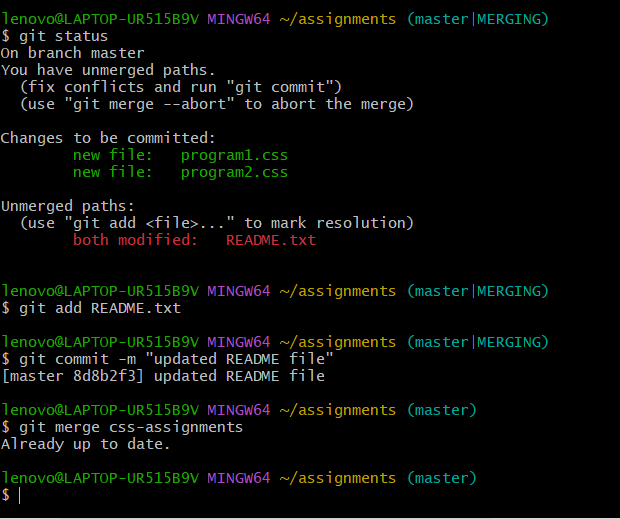 lenovo@LAPTOP-UR515B9V MINGW64 ~/assignments (master|MERGING)
$ git status
On branch master
You have unmerged paths.
  (fix conflicts and run "git commit")
  (use "git merge --abort" to abort the merge)

Changes to be committed:
        new file:   program1.css
        new file:   program2.css

Unmerged paths:
  (use "git add <file>..." to mark resolution)
        both modified:   README.txt

lenovo@LAPTOP-UR515B9V MINGW64 ~/assignments (master|MERGING)
$ git add README.txt

lenovo@LAPTOP-UR515B9V MINGW64 ~/assignments (master|MERGING)
$ git commit -m "updated README file"
[master 8d8b2f3] updated README file

lenovo@LAPTOP-UR515B9V MINGW64 ~/assignments (master)
$ git merge css-assignments
Already up to date.

lenovo@LAPTOP-UR515B9V MINGW64 ~/assignments (master)
$